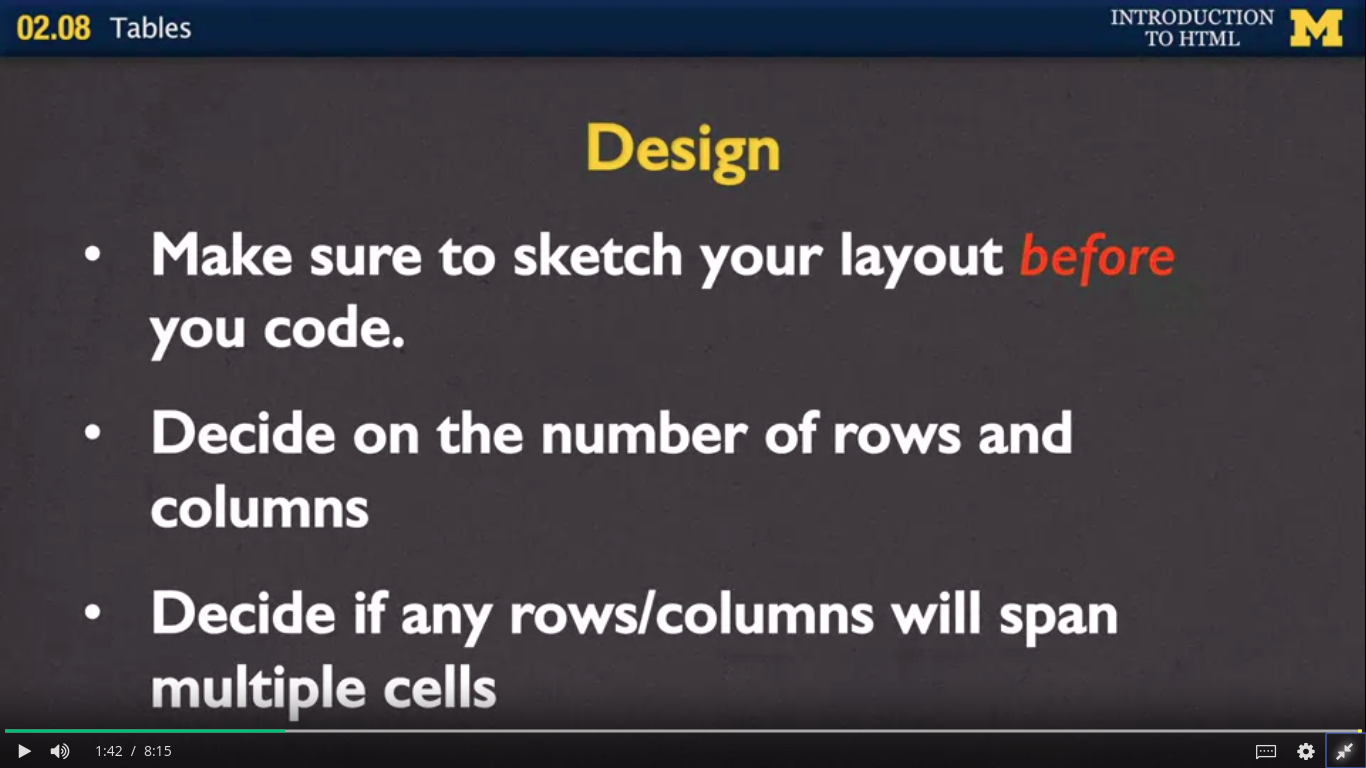 02.08 Tables
INTRODUCTION
TO HTML
M
Design
• Make sure to sketch your layout before
you code.
• Decide on the number of rows and
columns
• Decide if any rows/columns will span
multiple cells
1:42 / 8:15